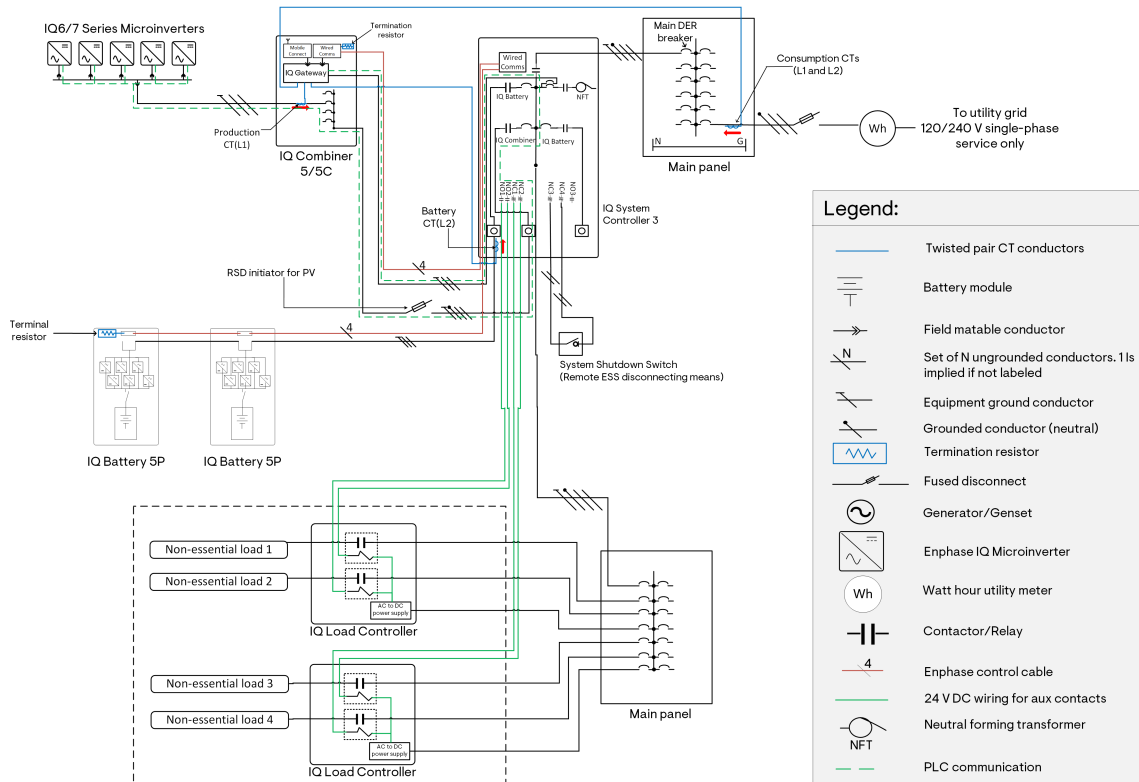 IQ6/7 Series Microinverters
Termination
resistor
Mobile
Connect
Wired
Comms
IQ Gateway
Production
CT(L1)
IQ Combiner
5/5C
Wired
Comms
IQ Battery
NFT
IQ Combiner
IQ Battery
NO1
NO2
NC1
NC2
NC3
NC4
NO3
IQ System
Controller 3
Main DER
breaker
N
G
Main panel
Consumption CTs
(L1 and L2)
Wh
To utility grid
120/240 V single-phase
service only
Battery
CT(L2)
4
RSD initiator for PV
Terminal
resistor
4
System Shutdown Switch
(Remote ESS disconnecting means)
IQ Battery 5P
IQ Battery 5P
Non-essential load 1
Non-essential load 2
AC to DC
power supply
IQ Load Controller
Non-essential load 3
Non-essential load 4
AC to DC
power supply
IQ Load Controller
Main panel
Legend:
Twisted pair CT conductors
Battery module
Field matable conductor
N
Set of N ungrounded conductors. 1 Is
implied if not labeled
Equipment ground conductor
Grounded conductor (neutral)
Termination resistor
Fused disconnect
Generator/Genset
Enphase IQ Microinverter
Wh
Watt hour utility meter
Contactor/Relay
4
Enphase control cable
24 V DC wiring for aux contacts
Neutral forming transformer
NFT
PLC communication